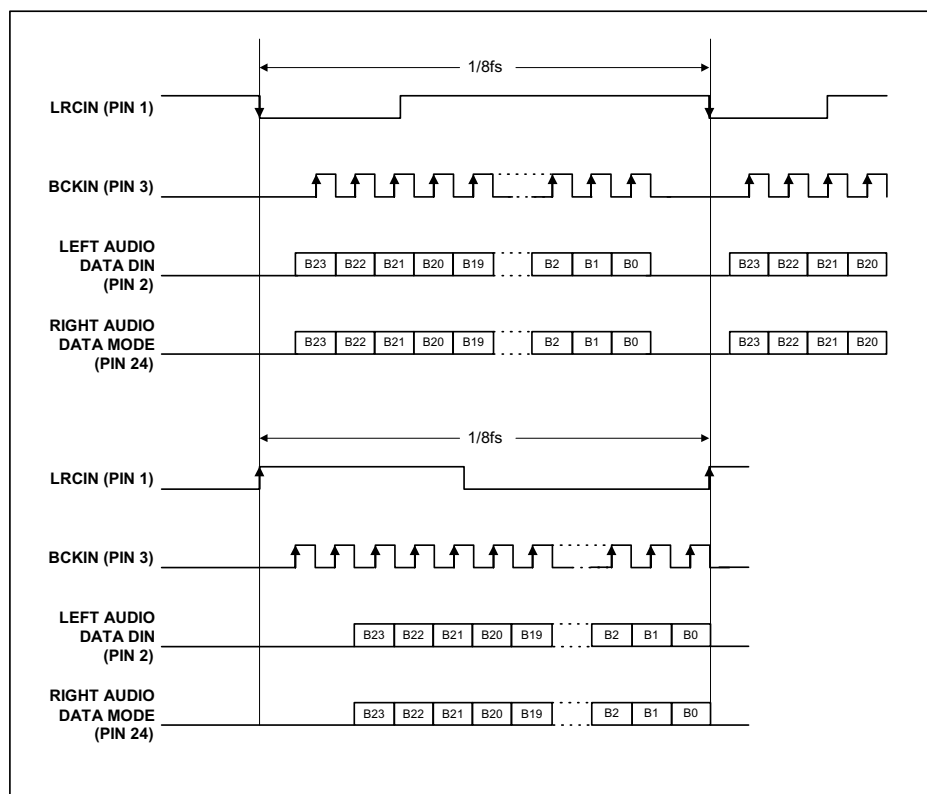 1/8fs
LRCIN (PIN 1)
BCKIN (PIN 3)
LEFT AUDIO
DATA DIN
(PIN 2)
B23 B22 B21 B20 B19 B2 B1 B0 B23 B22 B21 B20
RIGHT AUDIO
DATA MODE
(PIN 24)
B23 B22 B21 B20 B19 B2 B1 B0 B23 B22 B21 B20
1/8fs
LRCIN (PIN 1)
BCKIN (PIN 3)
LEFT AUDIO
DATA DIN
(PIN 2)
B23 B22 B21 B20 B19 B2 B1 B0
RIGHT AUDIO
DATA MODE
(PIN 24)
B23 B22 B21 B20 B19 B2 B1 B0